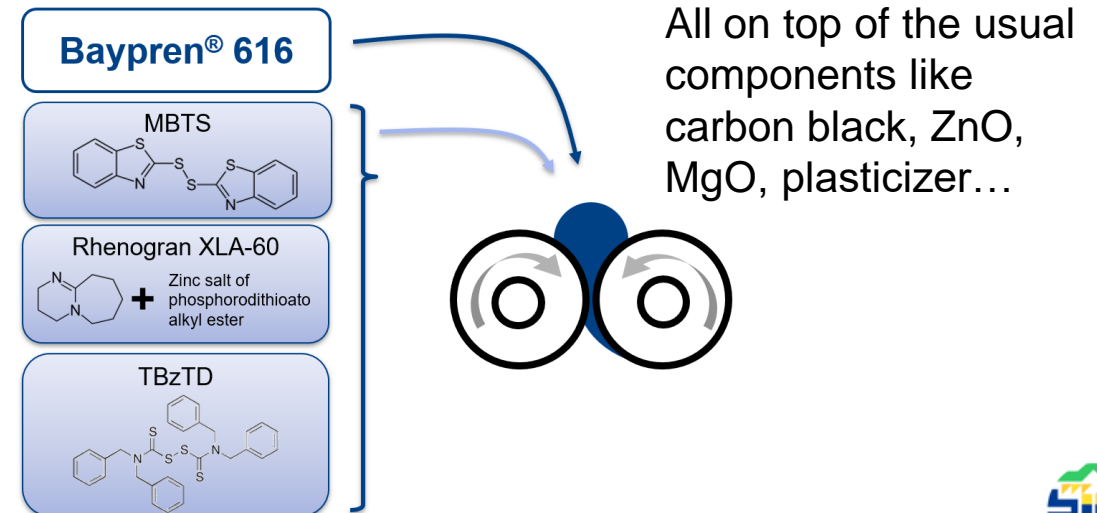 Baypren® 616
MBTS
S
S
S
S
N
N
Rhenogran XLA-60
N
N
+
Zinc salt of
phosphorodithioato
alkyl ester
TBzTD
S
N
S
S
N
S
All on top of the usual
components like
carbon black, ZnO,
MgO, plasticizer…